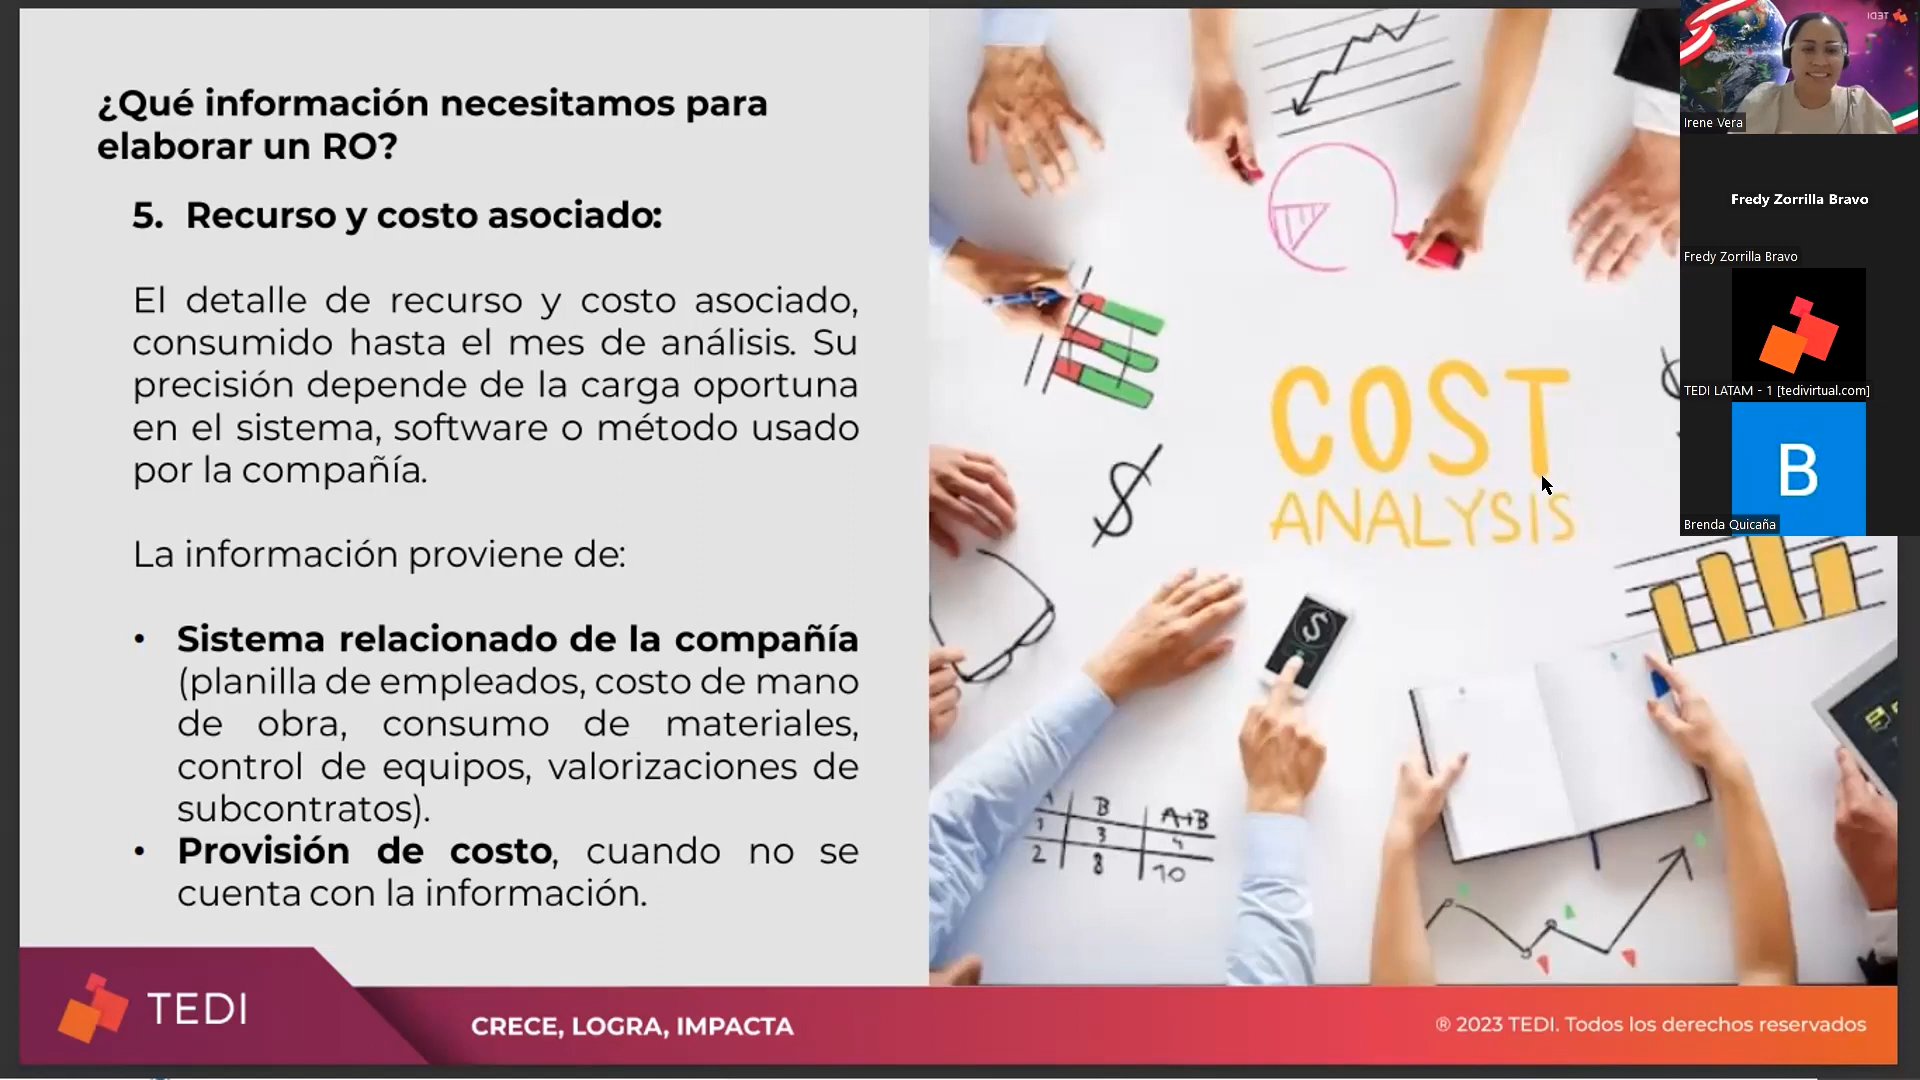 ¿Qué información necesitamos para
elaborar un RO?
5. Recurso y costo asociado:
El detalle de recurso y costo asociado,
consumido hasta el mes de análisis. Su
precisión depende de la carga oportuna
en el sistema, software o método usado
por la compañía.
La información proviene de:
• Sistema relacionado de la compañía
(planilla de empleados, costo de mano
de obra, consumo de materiales,
control de equipos, valorizaciones de
subcontratos).
• Provisión de costo, cuando no se
cuenta con la información.
TEDI
CRECE, LOGRA, IMPACTA
® 2023 TEDI. Todos los derechos reservados
COST
ANALYSIS
$
$
B A+B
1 3 4
2 8 10
TEDI
Irene Vera
Fredy Zorrilla Bravo
Fredy Zorrilla Bravo
TEDI LATAM - 1 [tedivirtual.com]
B
Brenda Quicaña